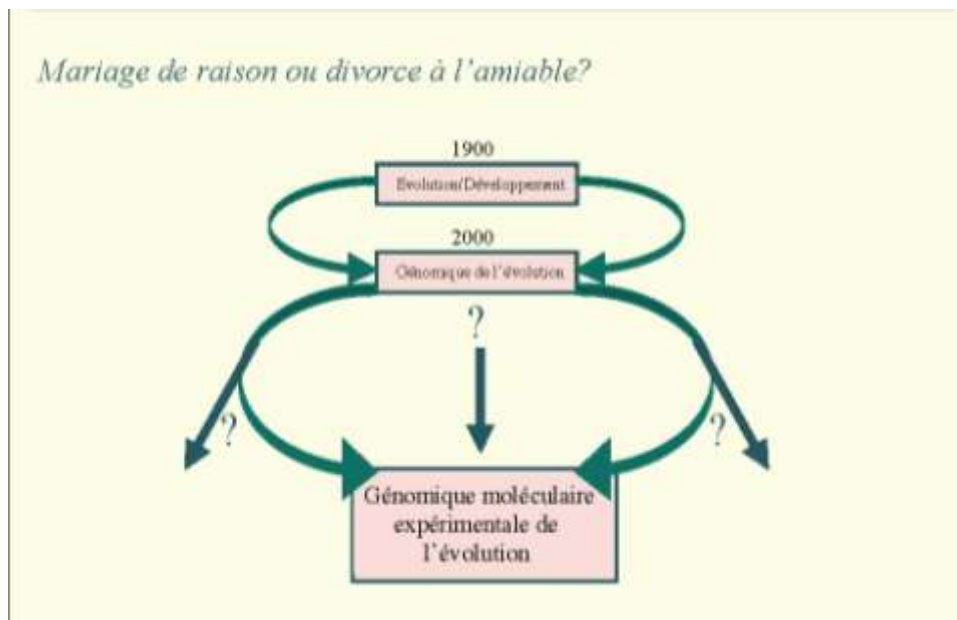 Mariage de raison ou divorce à l'amiable?
1900
Evolution/Développement
2000
Génomique de l'évolution
?
?
?
Génomique moléculaire
expérimentale de
l'évolution